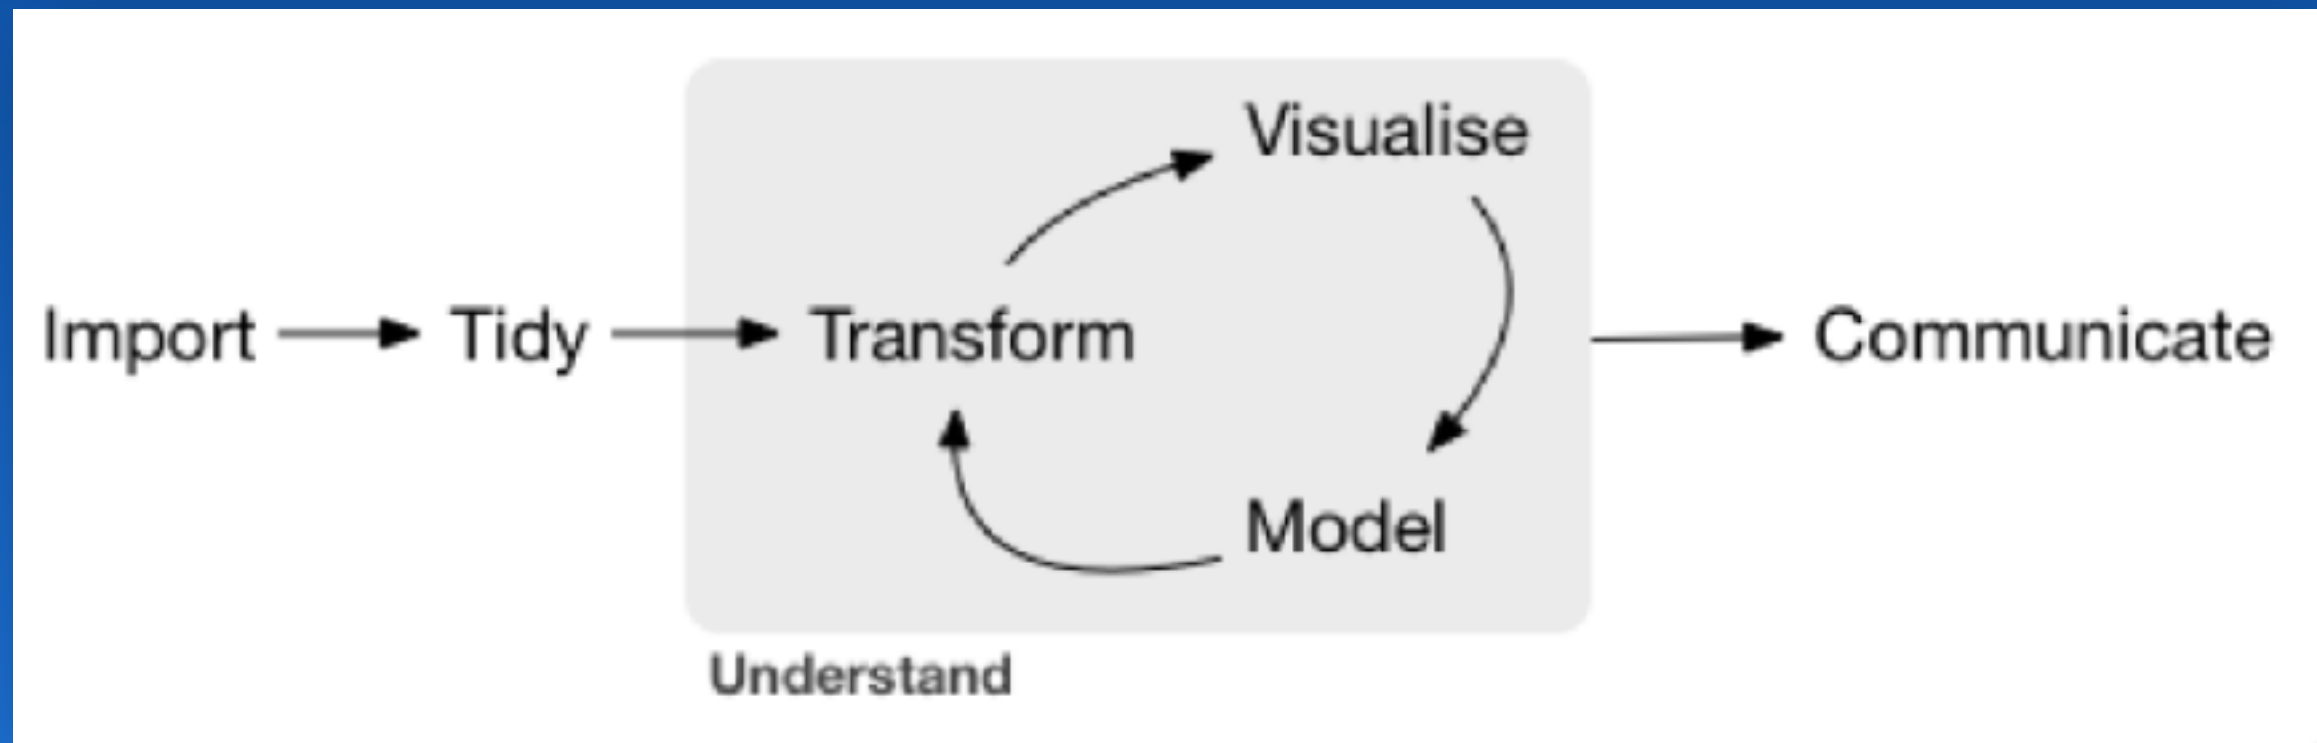 Visualise
Import
Tidy
Transform
Communicate
Model
Understand